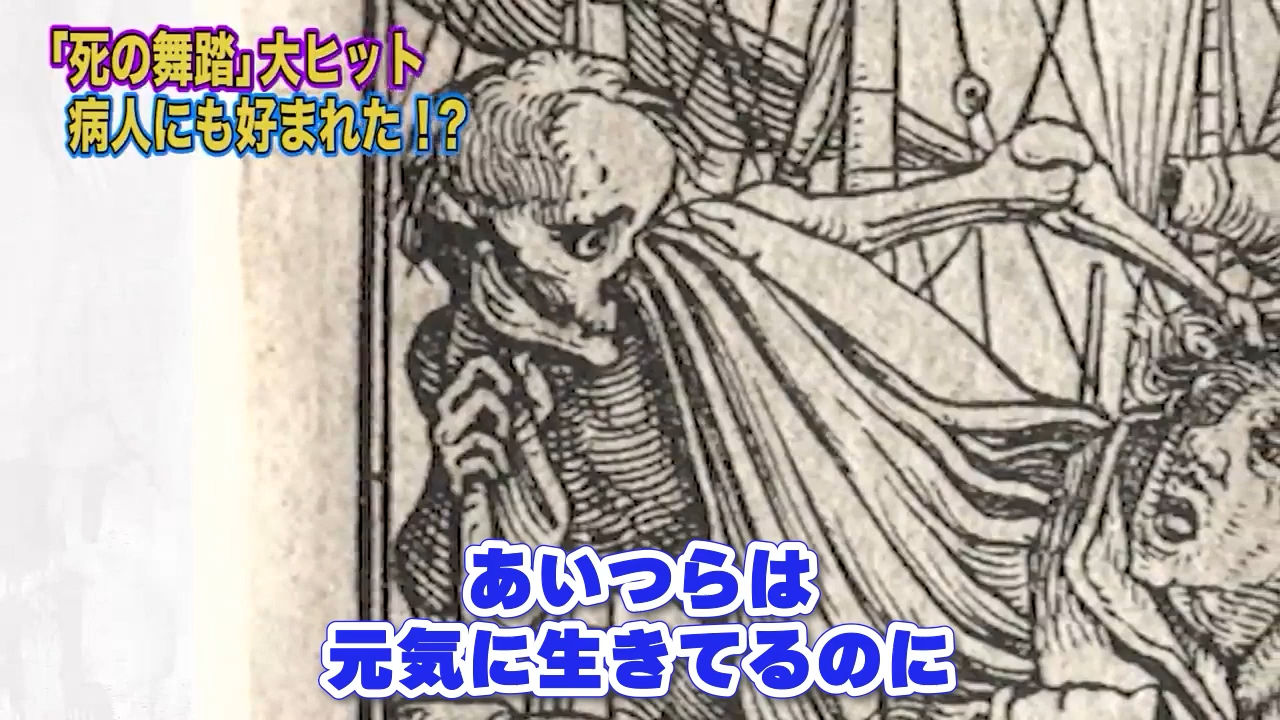 「死の舞踏」大ヒット
病人にも好まれた！？
あいつらは
元気に生きてるのに